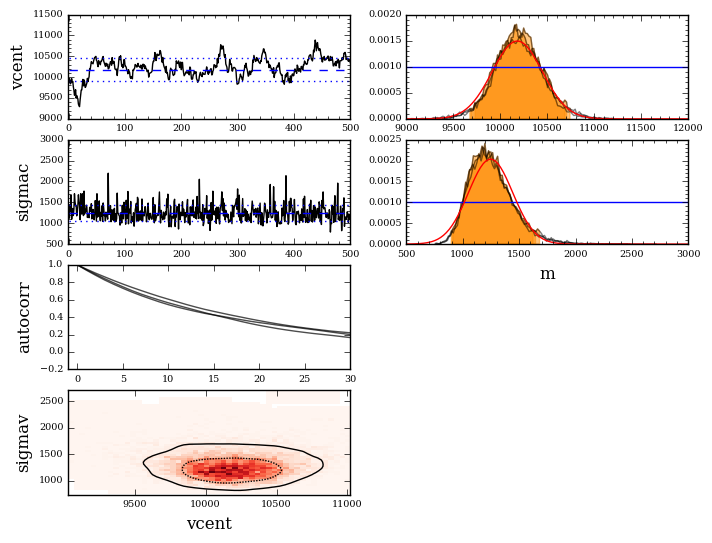 11500
11000
10500
10000
9500
9000
vcent
0 100 200 300 400 500
0.0020
0.0015
0.0010
0.0005
0.0000
9000 9500 10000 10500 11000 11500 12000
3000
2500
2000
1500
1000
500
sigmac
0 100 200 300 400 500
0.0025
0.0020
0.0015
0.0010
0.0005
0.0000
500 1000 1500 2000 2500 3000
m
1.0
0.8
0.6
0.4
0.2
0.0
−0.2
autocorr
0 5 10 15 20 25 30
2500
2000
1500
1000
sigmav
9500 10000 10500 11000
vcent